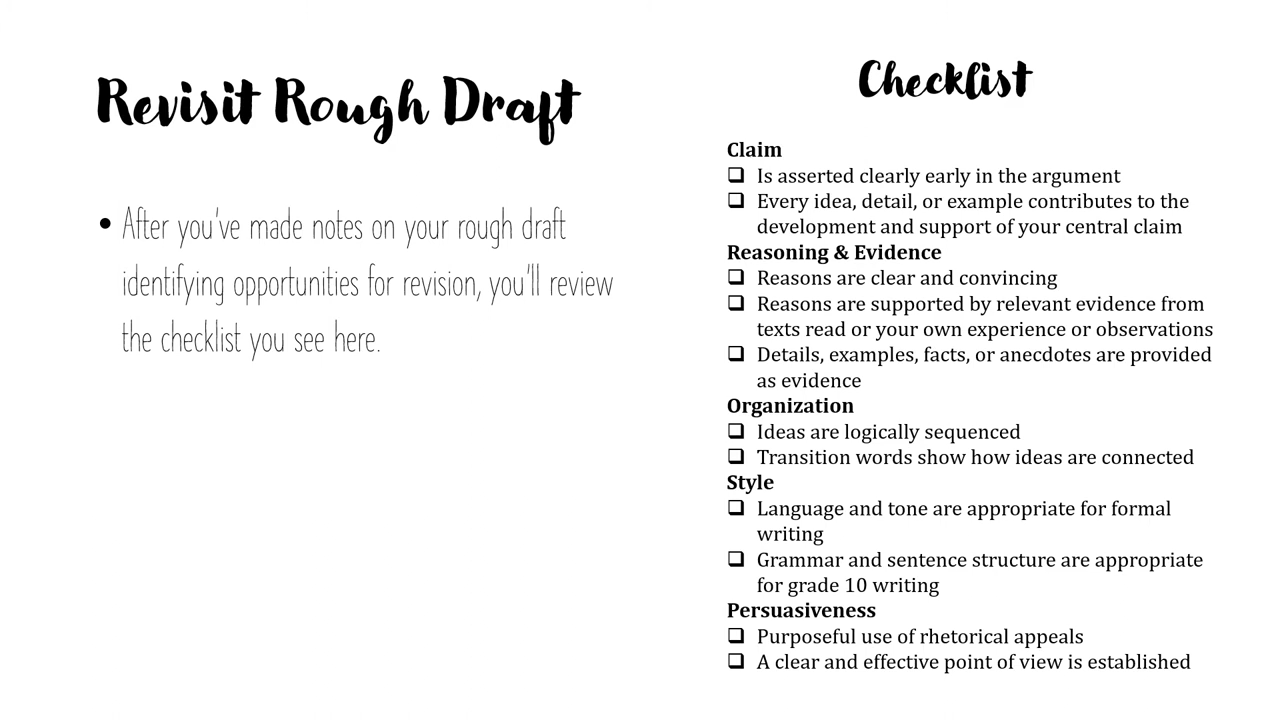 Revisit Rough Draft
• After you've made notes on your rough draft
identifying opportunities for revision, you'll review
the checklist you see here.
Checklist
Claim
❑ Is asserted clearly early in the argument
❑ Every idea, detail, or example contributes to the
development and support of your central claim
Reasoning & Evidence
❑ Reasons are clear and convincing
❑ Reasons are supported by relevant evidence from
texts read or your own experience or observations
❑ Details, examples, facts, or anecdotes are provided
as evidence
Organization
❑ Ideas are logically sequenced
❑ Transition words show how ideas are connected
Style
❑ Language and tone are appropriate for formal
writing
❑ Grammar and sentence structure are appropriate
for grade 10 writing
Persuasiveness
❑ Purposeful use of rhetorical appeals
❑ A clear and effective point of view is established